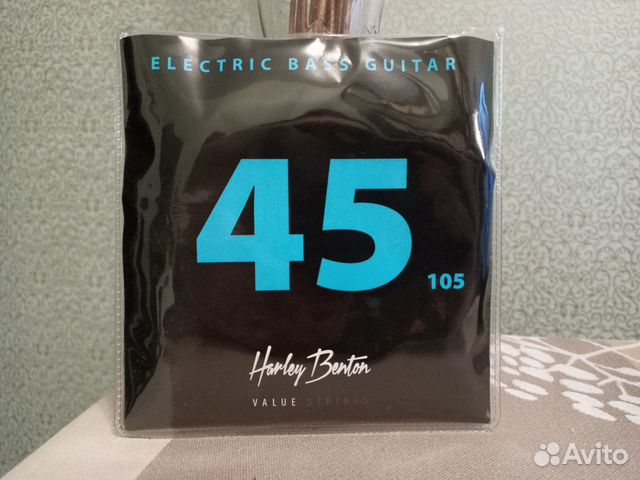 ELECTRIC BASS GUITAR
45
105
Harley Benton
VALUE STRINGS
Avito